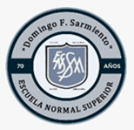 "Domingo F. Sarmiento"
70 AÑOS
ESCUELA NORMAL SUPERIOR